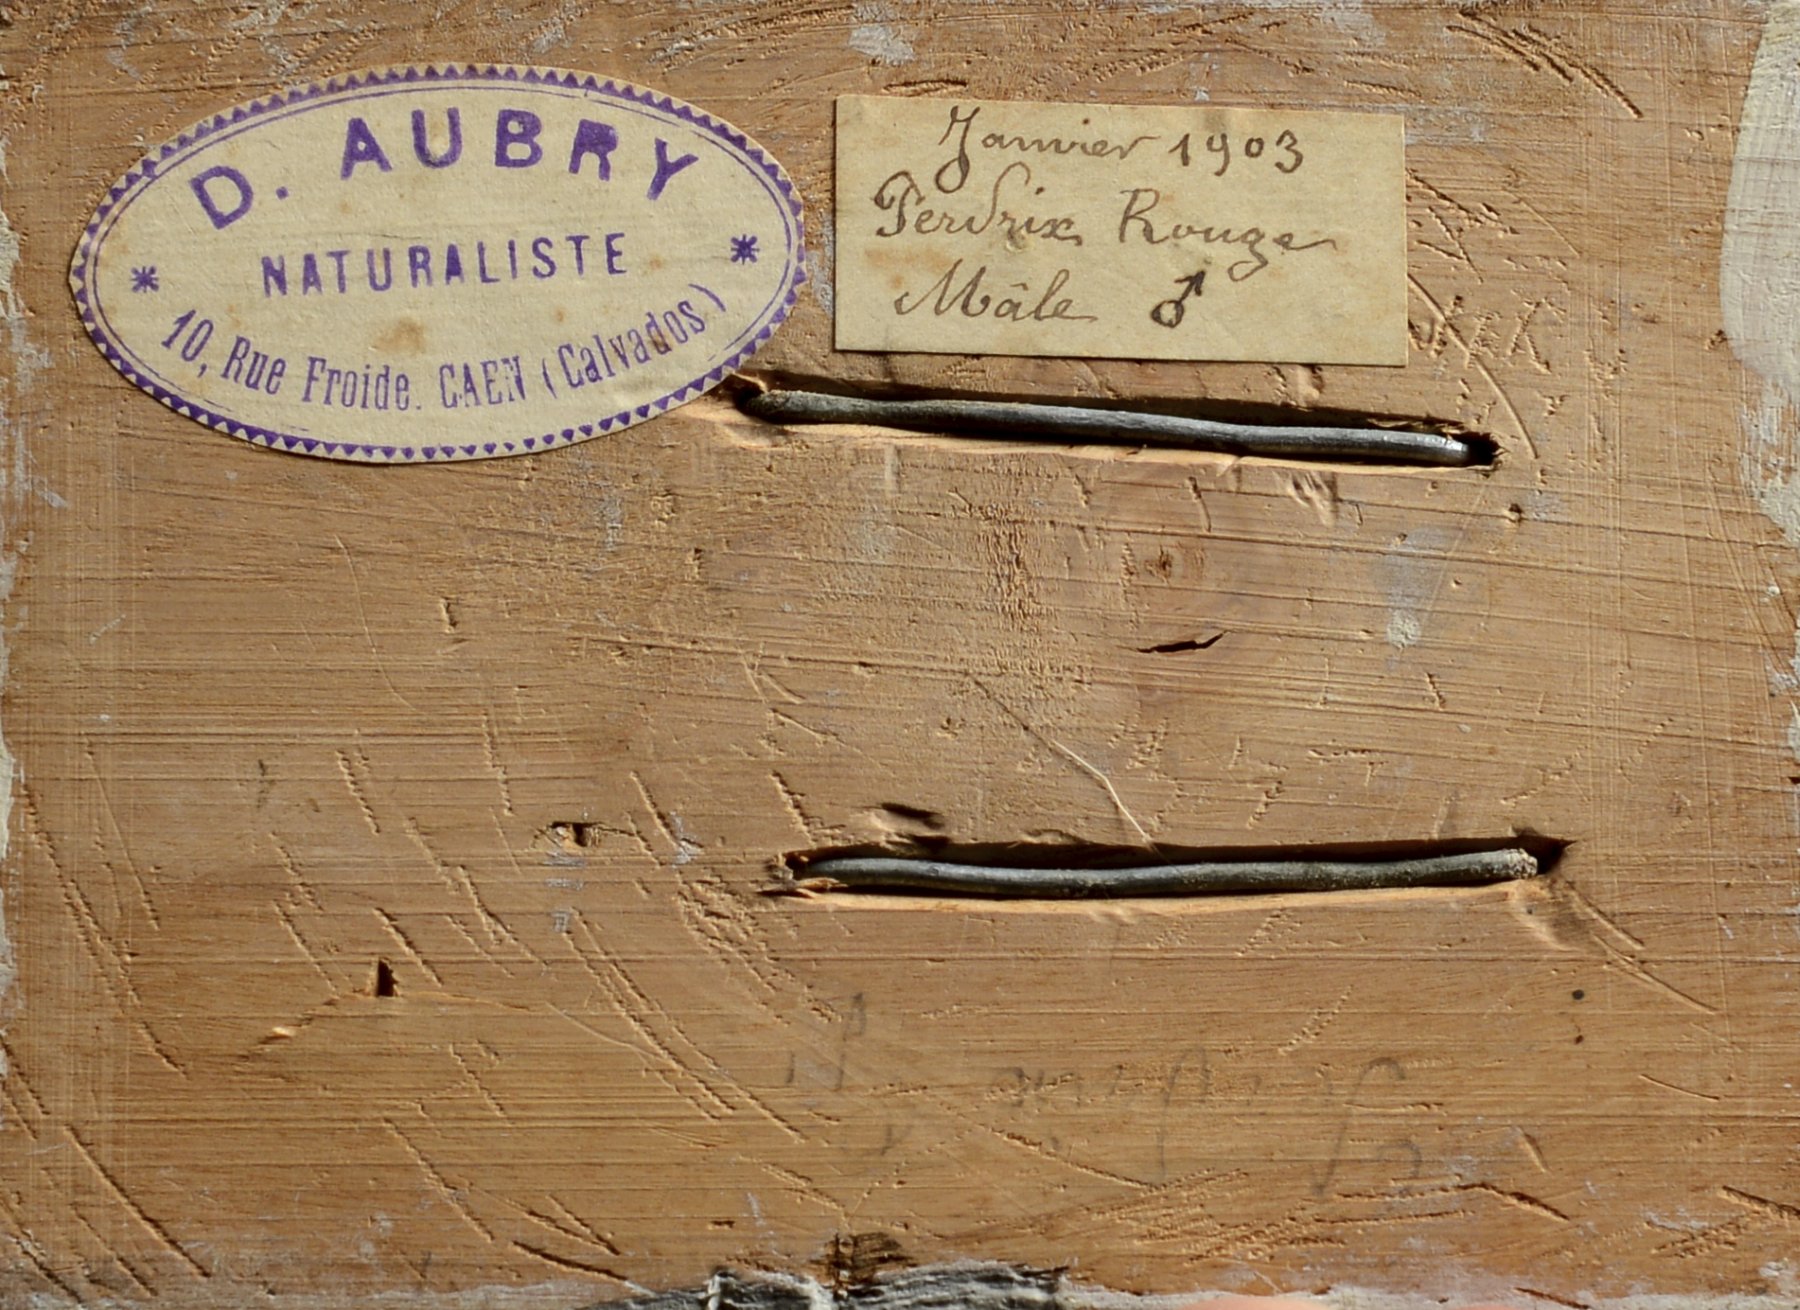 D. AUBRY
* NATURALISTE *
10, Rue Froide. CAEN (Calvados)
Janvier 1903
Perdrix Rouge
Mâle ♂